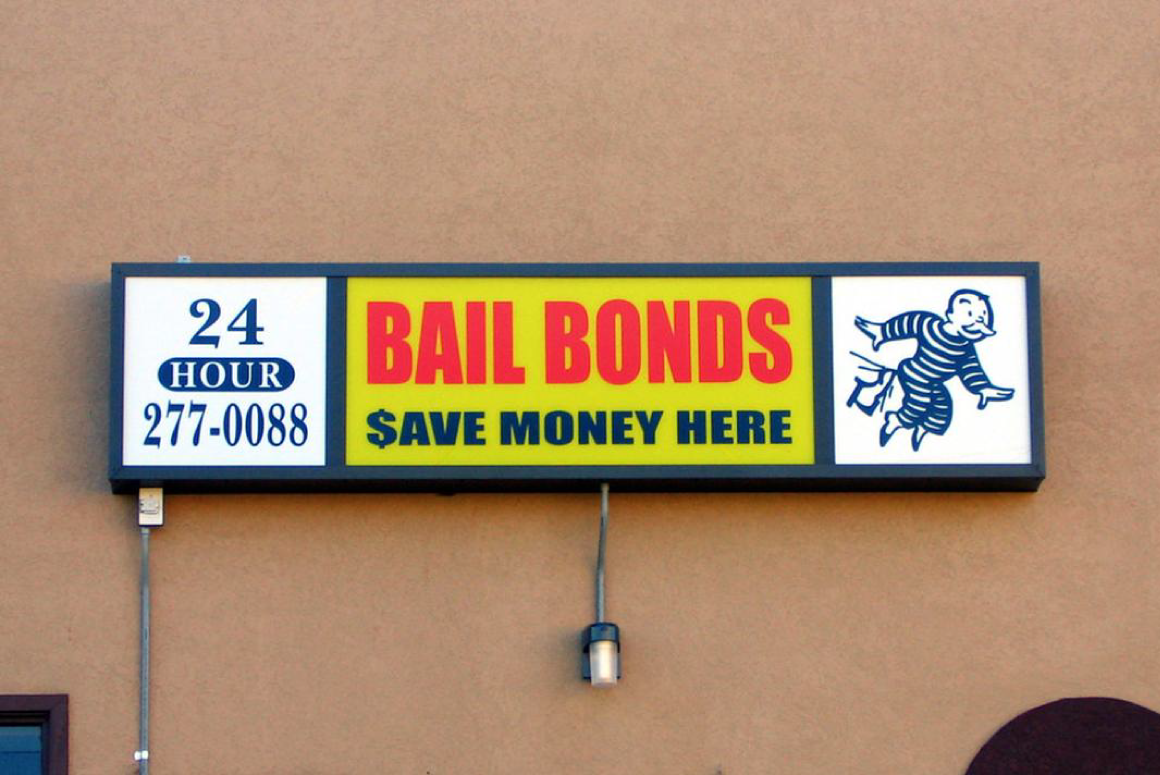 24
HOUR
277-0088
BAIL BONDS
$AVE MONEY HERE